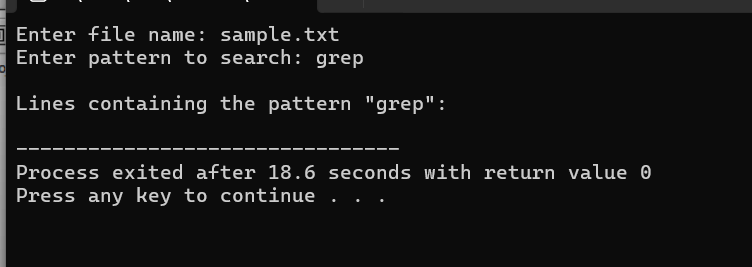 Enter file name: sample.txt
Enter pattern to search: grep
Lines containing the pattern "grep":
--------------------------------
Process exited after 18.6 seconds with return value 0
Press any key to continue . . .